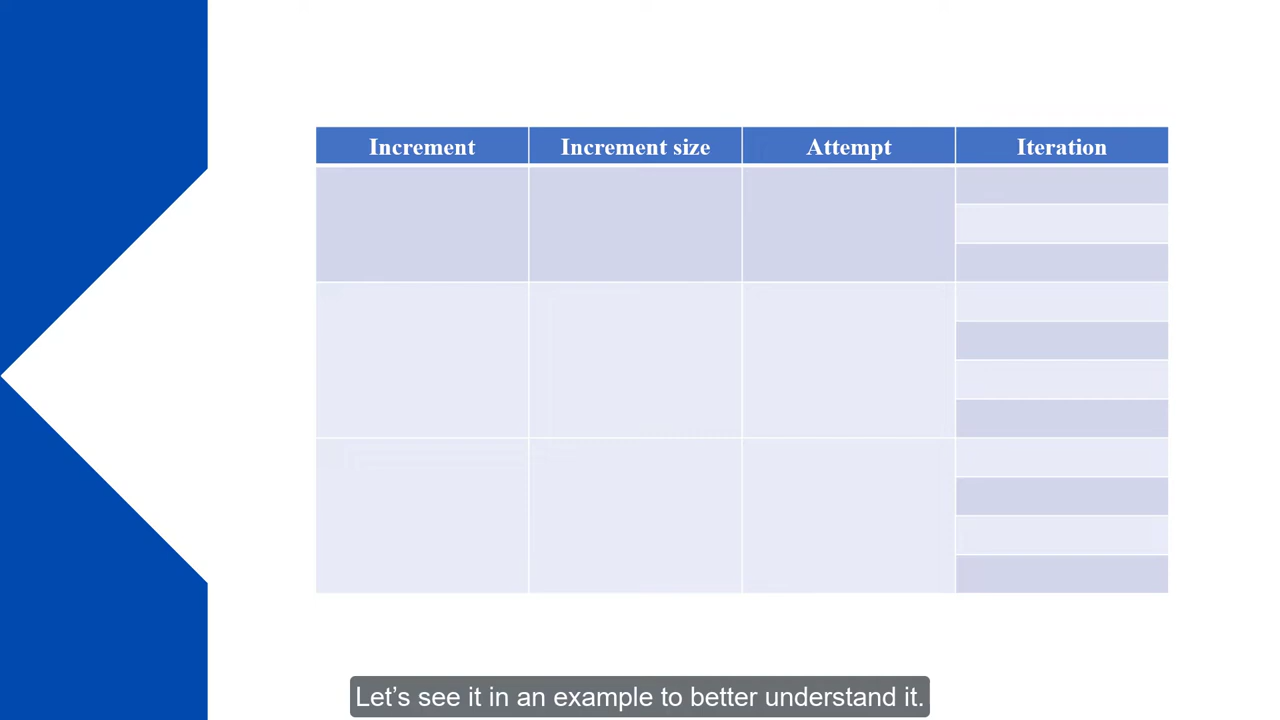 Increment Increment size Attempt Iteration
Let’s see it in an example to better understand it.